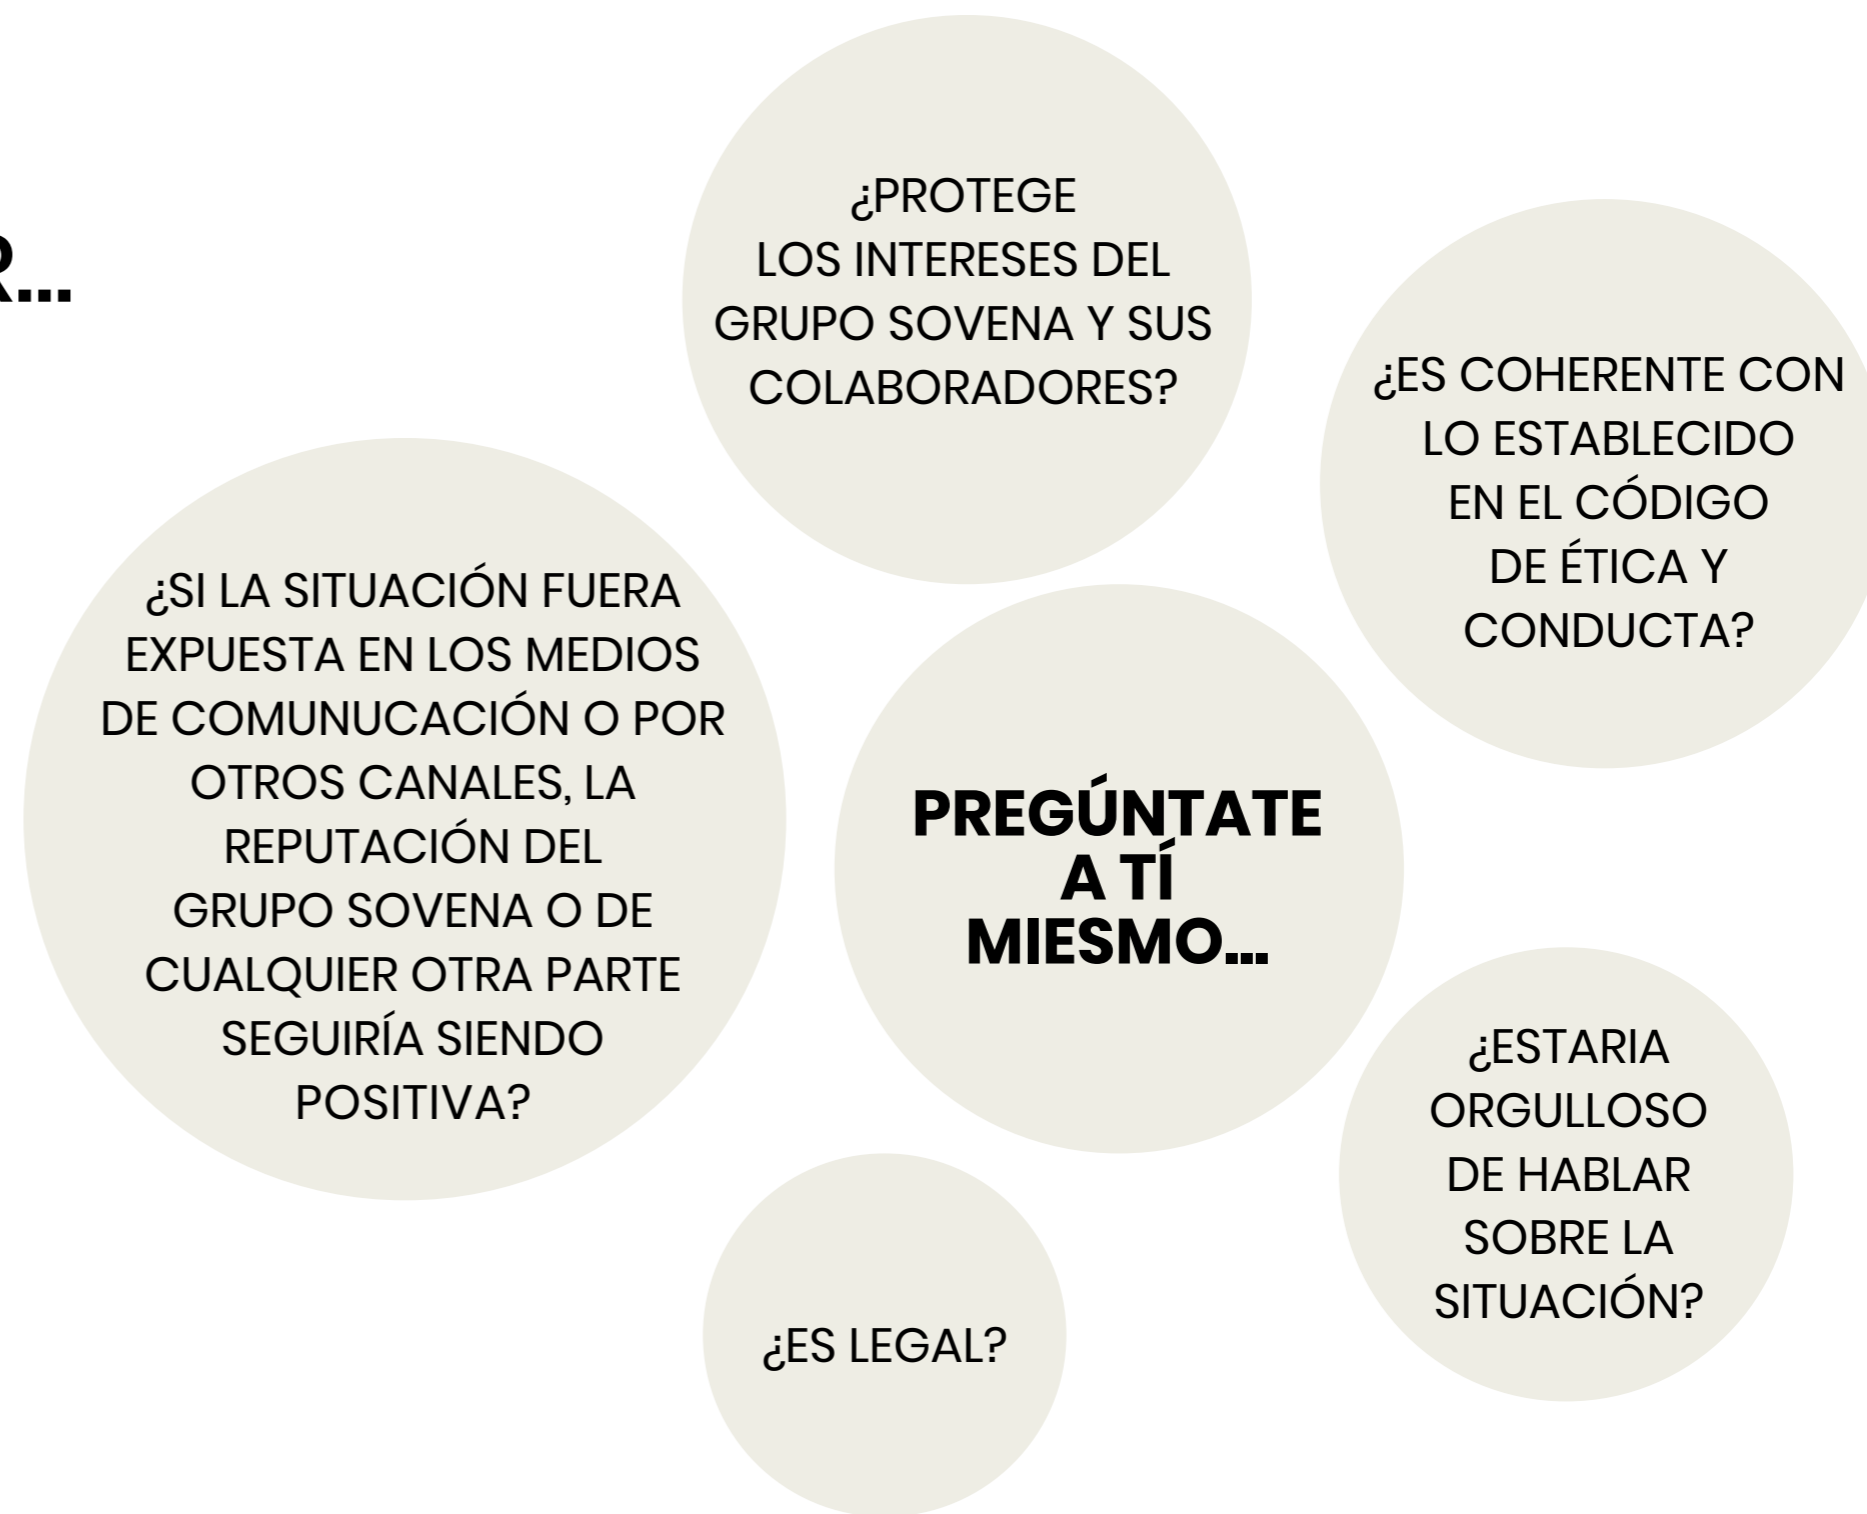 R...
¿PROTEGE
LOS INTERESES DEL
GRUPO SOVENA Y SUS
COLABORADORES?
¿ES COHERENTE CON
LO ESTABLECIDO
EN EL CÓDIGO
DE ÉTICA Y
CONDUCTA?
¿SI LA SITUACIÓN FUERA
EXPUESTA EN LOS MEDIOS
DE COMUNUCACIÓN O POR
OTROS CANALES, LA
REPUTACIÓN DEL
GRUPO SOVENA O DE
CUALQUIER OTRA PARTE
SEGUIRÍA SIENDO
POSITIVA?
PREGÚNTATE
A TÍ
MIESMO...
¿ESTARIA
ORGULLOSO
DE HABLAR
SOBRE LA
SITUACIÓN?
¿ES LEGAL?